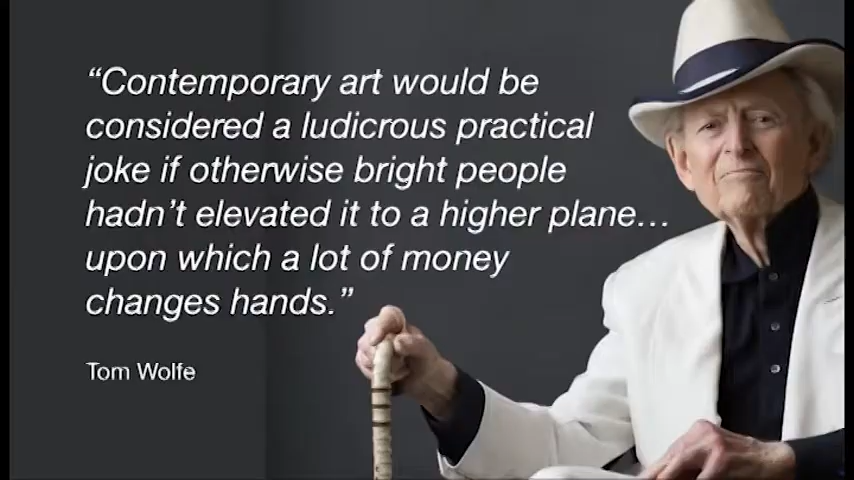 “Contemporary art would be
considered a ludicrous practical
joke if otherwise bright people
hadn’t elevated it to a higher plane…
upon which a lot of money
changes hands.”
Tom Wolfe